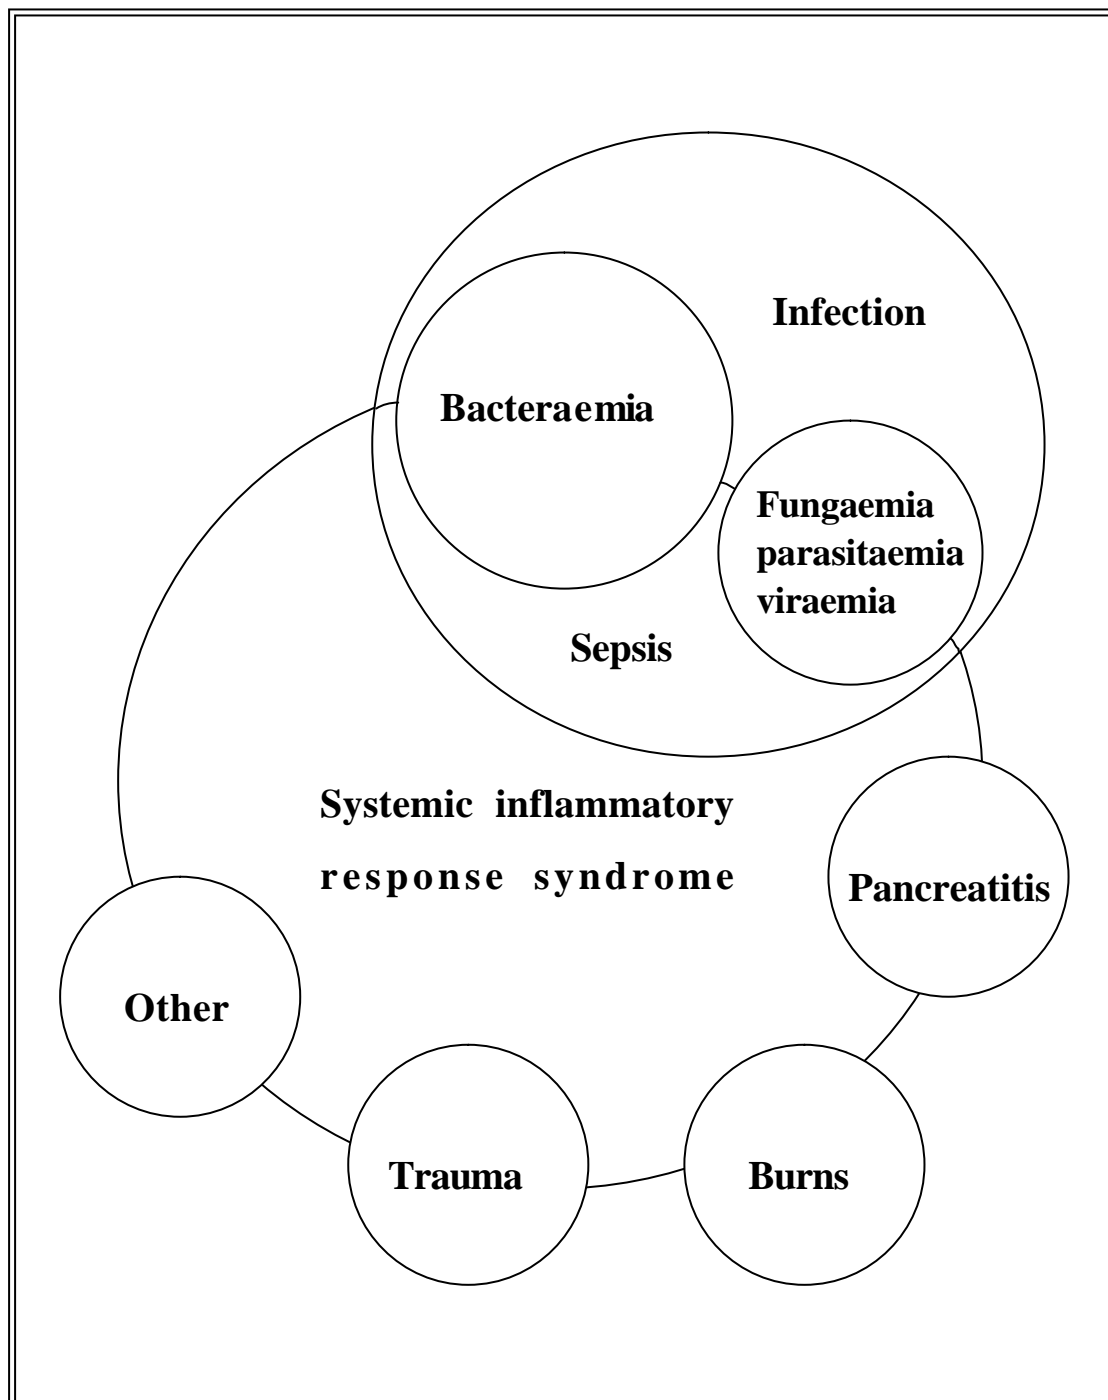 Infection
Bacteraemia
Fungaemia
parasitaemia
viraemia
Sepsis
Systemic inflammatory
response syndrome
Pancreatitis
Other
Trauma
Burns